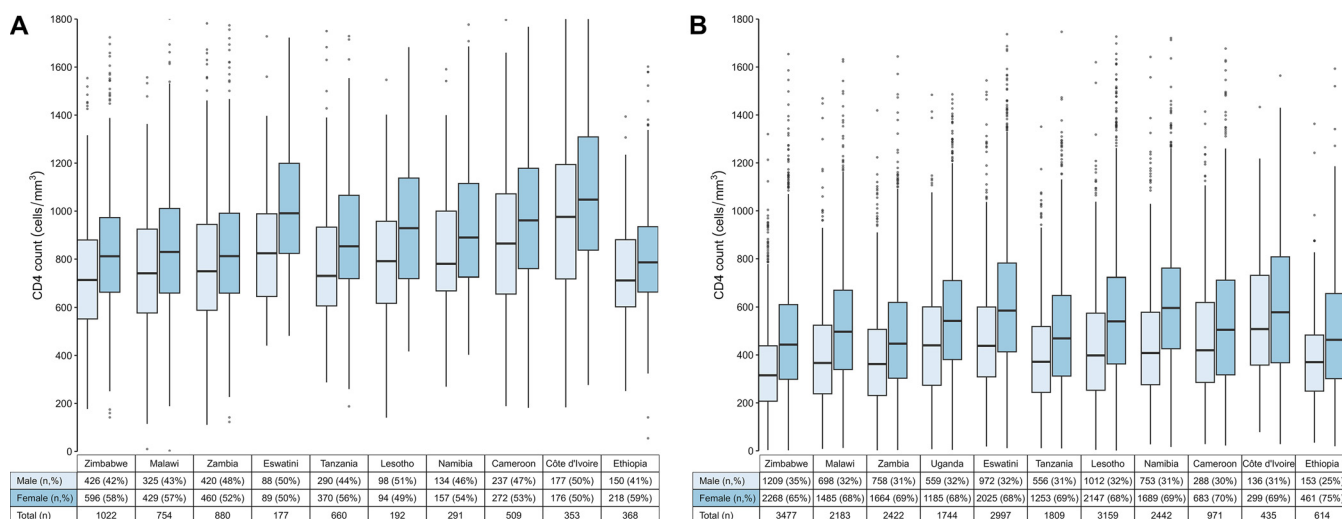 A
1800
1600
1400
1200
1000
800
600
400
200
0
CD4 count (cells/mm³)
Zimbabwe Malawi Zambia Eswatini Tanzania Lesotho Namibia Cameroon Côte d'Ivoire Ethiopia
Male (n,%) 426 (42%) 325 (43%) 420 (48%) 88 (50%) 290 (44%) 98 (51%) 134 (46%) 237 (47%) 177 (50%) 150 (41%)
Female (n,%) 596 (58%) 429 (57%) 460 (52%) 89 (50%) 370 (56%) 94 (49%) 157 (54%) 272 (53%) 176 (50%) 218 (59%)
Total (n) 1022 754 880 177 660 192 291 509 353 368
B
1800
1600
1400
1200
1000
800
600
400
200
0
CD4 count (cells/mm³)
Zimbabwe Malawi Zambia Uganda Eswatini Tanzania Lesotho Namibia Cameroon Côte d'Ivoire Ethiopia
Male (n,%) 1209 (35%) 698 (32%) 758 (31%) 559 (32%) 972 (32%) 556 (31%) 1012 (32%) 753 (31%) 288 (30%) 136 (31%) 153 (25%)
Female (n,%) 2268 (65%) 1485 (68%) 1664 (69%) 1185 (68%) 2025 (68%) 1253 (69%) 2147 (68%) 1689 (69%) 683 (70%) 299 (69%) 461 (75%)
Total (n) 3477 2183 2422 1744 2997 1809 3159 2442 971 435 614